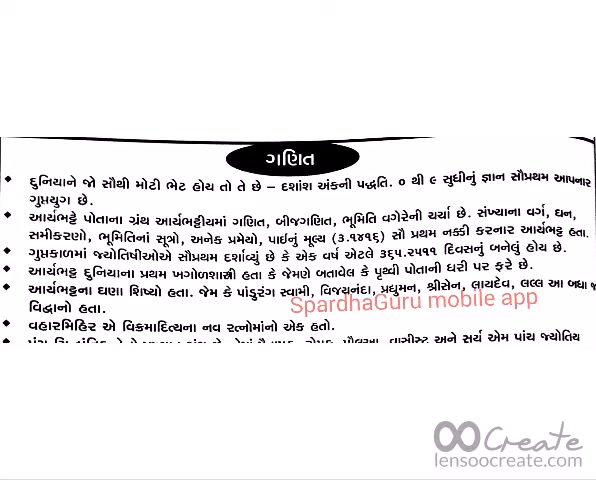 ગણિત
◆ દુનિયાને જો સૌથી મોટી ભેટ હોય તો તે છે – દશાંશ અંકની પદ્ધતિ. ૦ થી ૯ સુધીનું જ્ઞાન સૌપ્રથમ આપનાર
ગુપ્તયુગ છે.
◆ આર્યભટ્ટે પોતાના ગ્રંથ આર્યભટ્ટીયમાં ગણિત, બીજગણિત, ભૂમિતિ વગેરેની ચર્ચા છે. સંખ્યાના વર્ગ, ઘન,
સમીકરણો, ભૂમિતિનાં સૂત્રો, અનેક પ્રમેયો, પાઈનું મૂલ્ય (૩.૧૪૧૬) સૌ પ્રથમ નક્કી કરનાર આર્યભટ્ટ હતા.
◆ ગુપ્તકાળમાં જ્યોતિષીઓએ સૌપ્રથમ દર્શાવ્યું છે કે એક વર્ષ એટલે ૩૬૫.૨૫૧૧ દિવસનું બનેલું હોય છે.
◆ આર્યભટ્ટ દુનિયાના પ્રથમ ખગોળશાસ્ત્રી હતા કે જેમણે બતાવેલ કે પૃથ્વી પોતાની ધરી પર ફરે છે.
◆ આર્યભટ્ટના ઘણા શિષ્યો હતા. જેમ કે પાંડુરંગ સ્વામી, વિજયનંદા, પ્રધુમન, શ્રીસેન, લાયદેવ, લલ્લ આ બધા જ
વિદ્વાનો હતા.
SpardhaGuru mobile app
◆ વહારમિહિર એ વિક્રમાદિત્યના નવ રત્નોમાંનો એક હતો.
અને સૂર્ય એમ પાંચ જ્યોતિષ
Create
lensoocreate.com